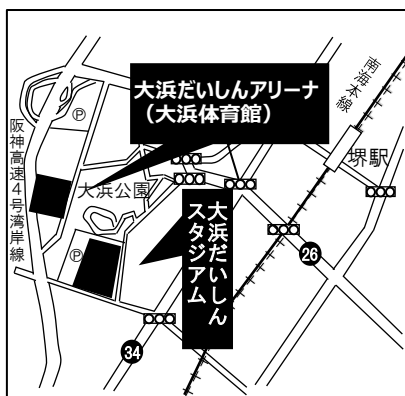 大浜だいしんアリーナ
（大浜体育館）
南海本線
堺駅
阪神高速4号湾岸線
P
大浜公園
大浜だいしん
スタジアム
P
26
34